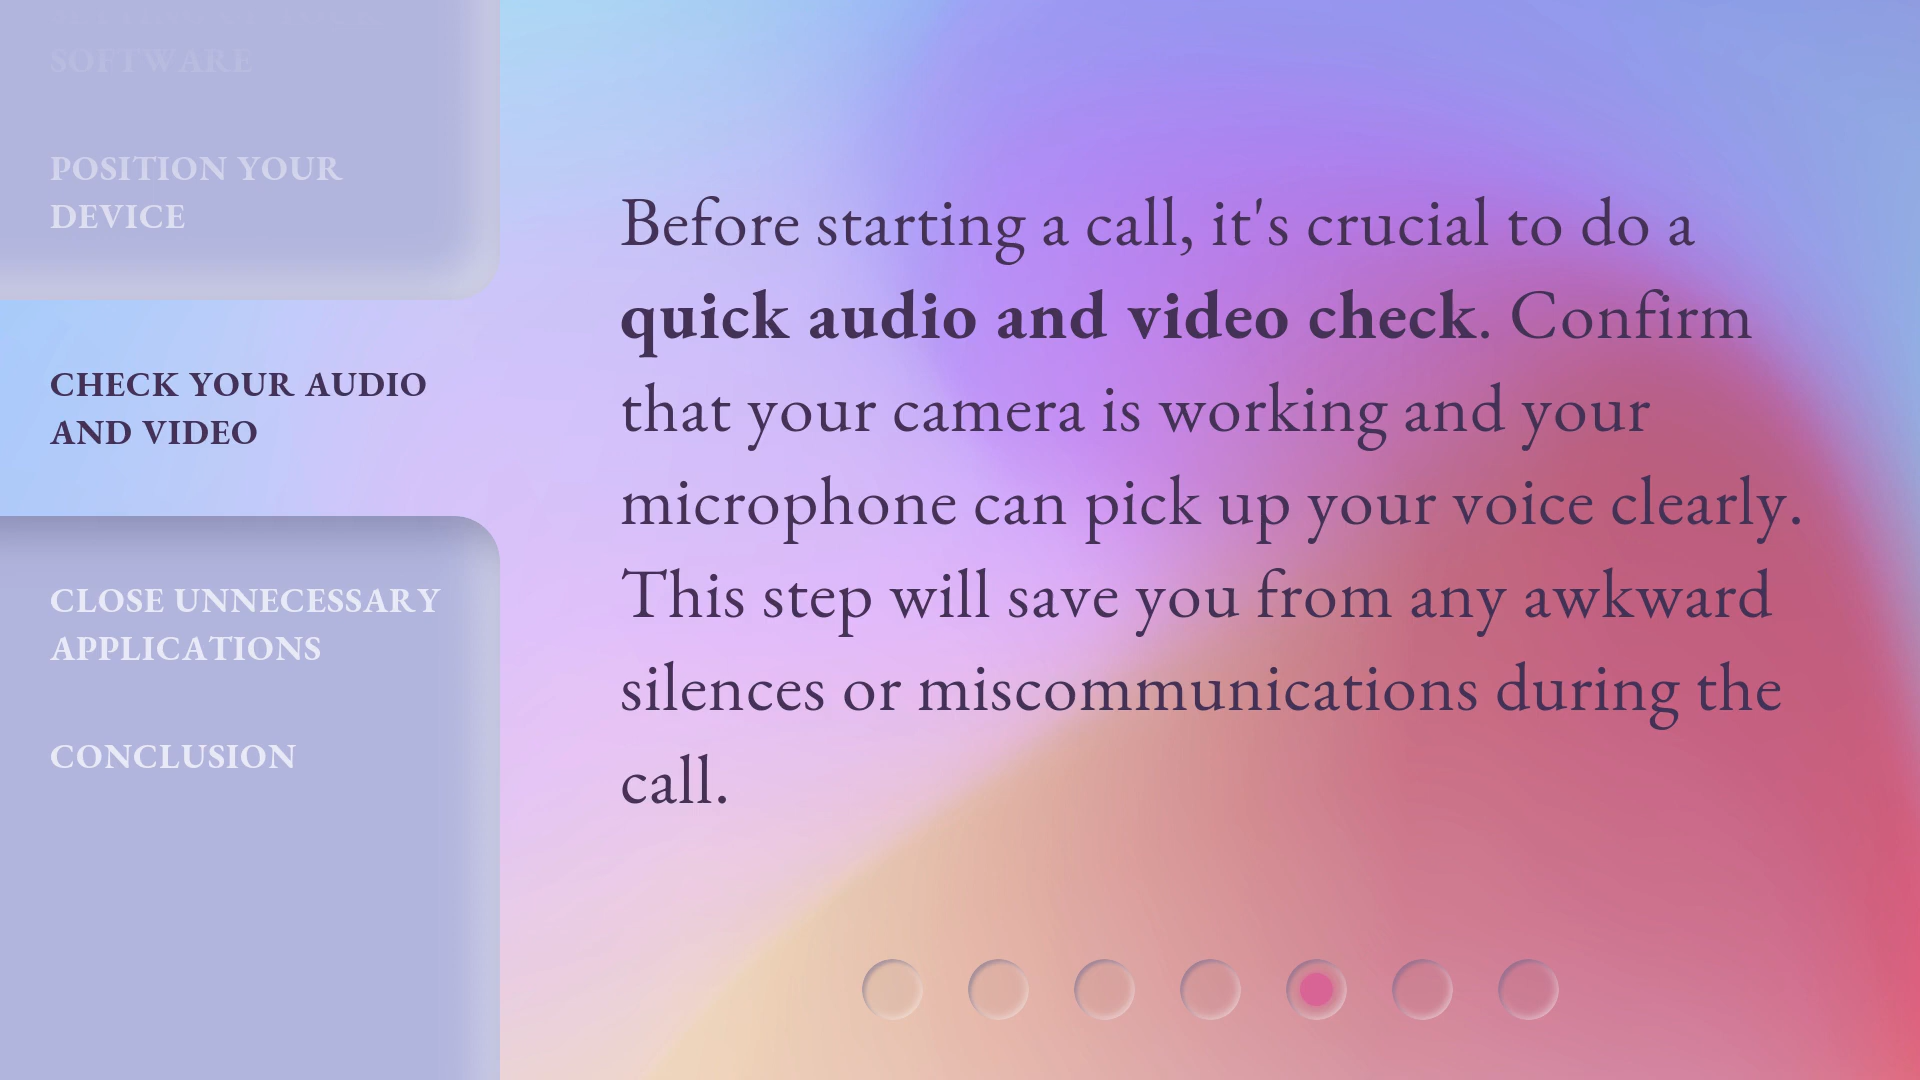 SOFTWARE
POSITION YOUR
DEVICE
CHECK YOUR AUDIO
AND VIDEO
CLOSE UNNECESSARY
APPLICATIONS
CONCLUSION
Before starting a call, it's crucial to do a
quick audio and video check. Confirm
that your camera is working and your
microphone can pick up your voice clearly.
This step will save you from any awkward
silences or miscommunications during the
call.